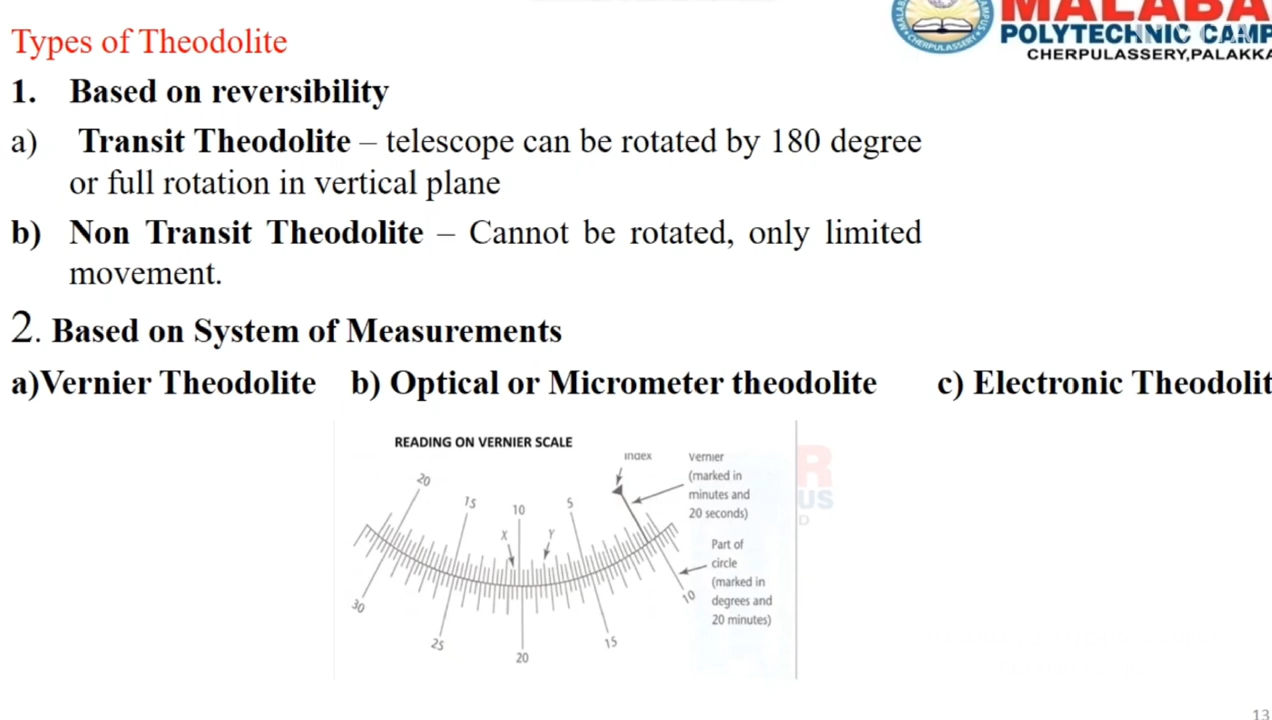 MALABA
POLYTECHNIC CAMP
CHERPULASSERY,PALAKKA
Types of Theodolite
1. Based on reversibility
a) Transit Theodolite – telescope can be rotated by 180 degree
or full rotation in vertical plane
b) Non Transit Theodolite – Cannot be rotated, only limited
movement.
2. Based on System of Measurements
a)Vernier Theodolite b) Optical or Micrometer theodolite c) Electronic Theodolit
READING ON VERNIER SCALE
Index
Vernier
(marked in
minutes and
20 seconds)
20
15
10
5
X
Y
Part of
circle
(marked in
degrees and
20 minutes)
30
25
20
15
10
R
US
D
13